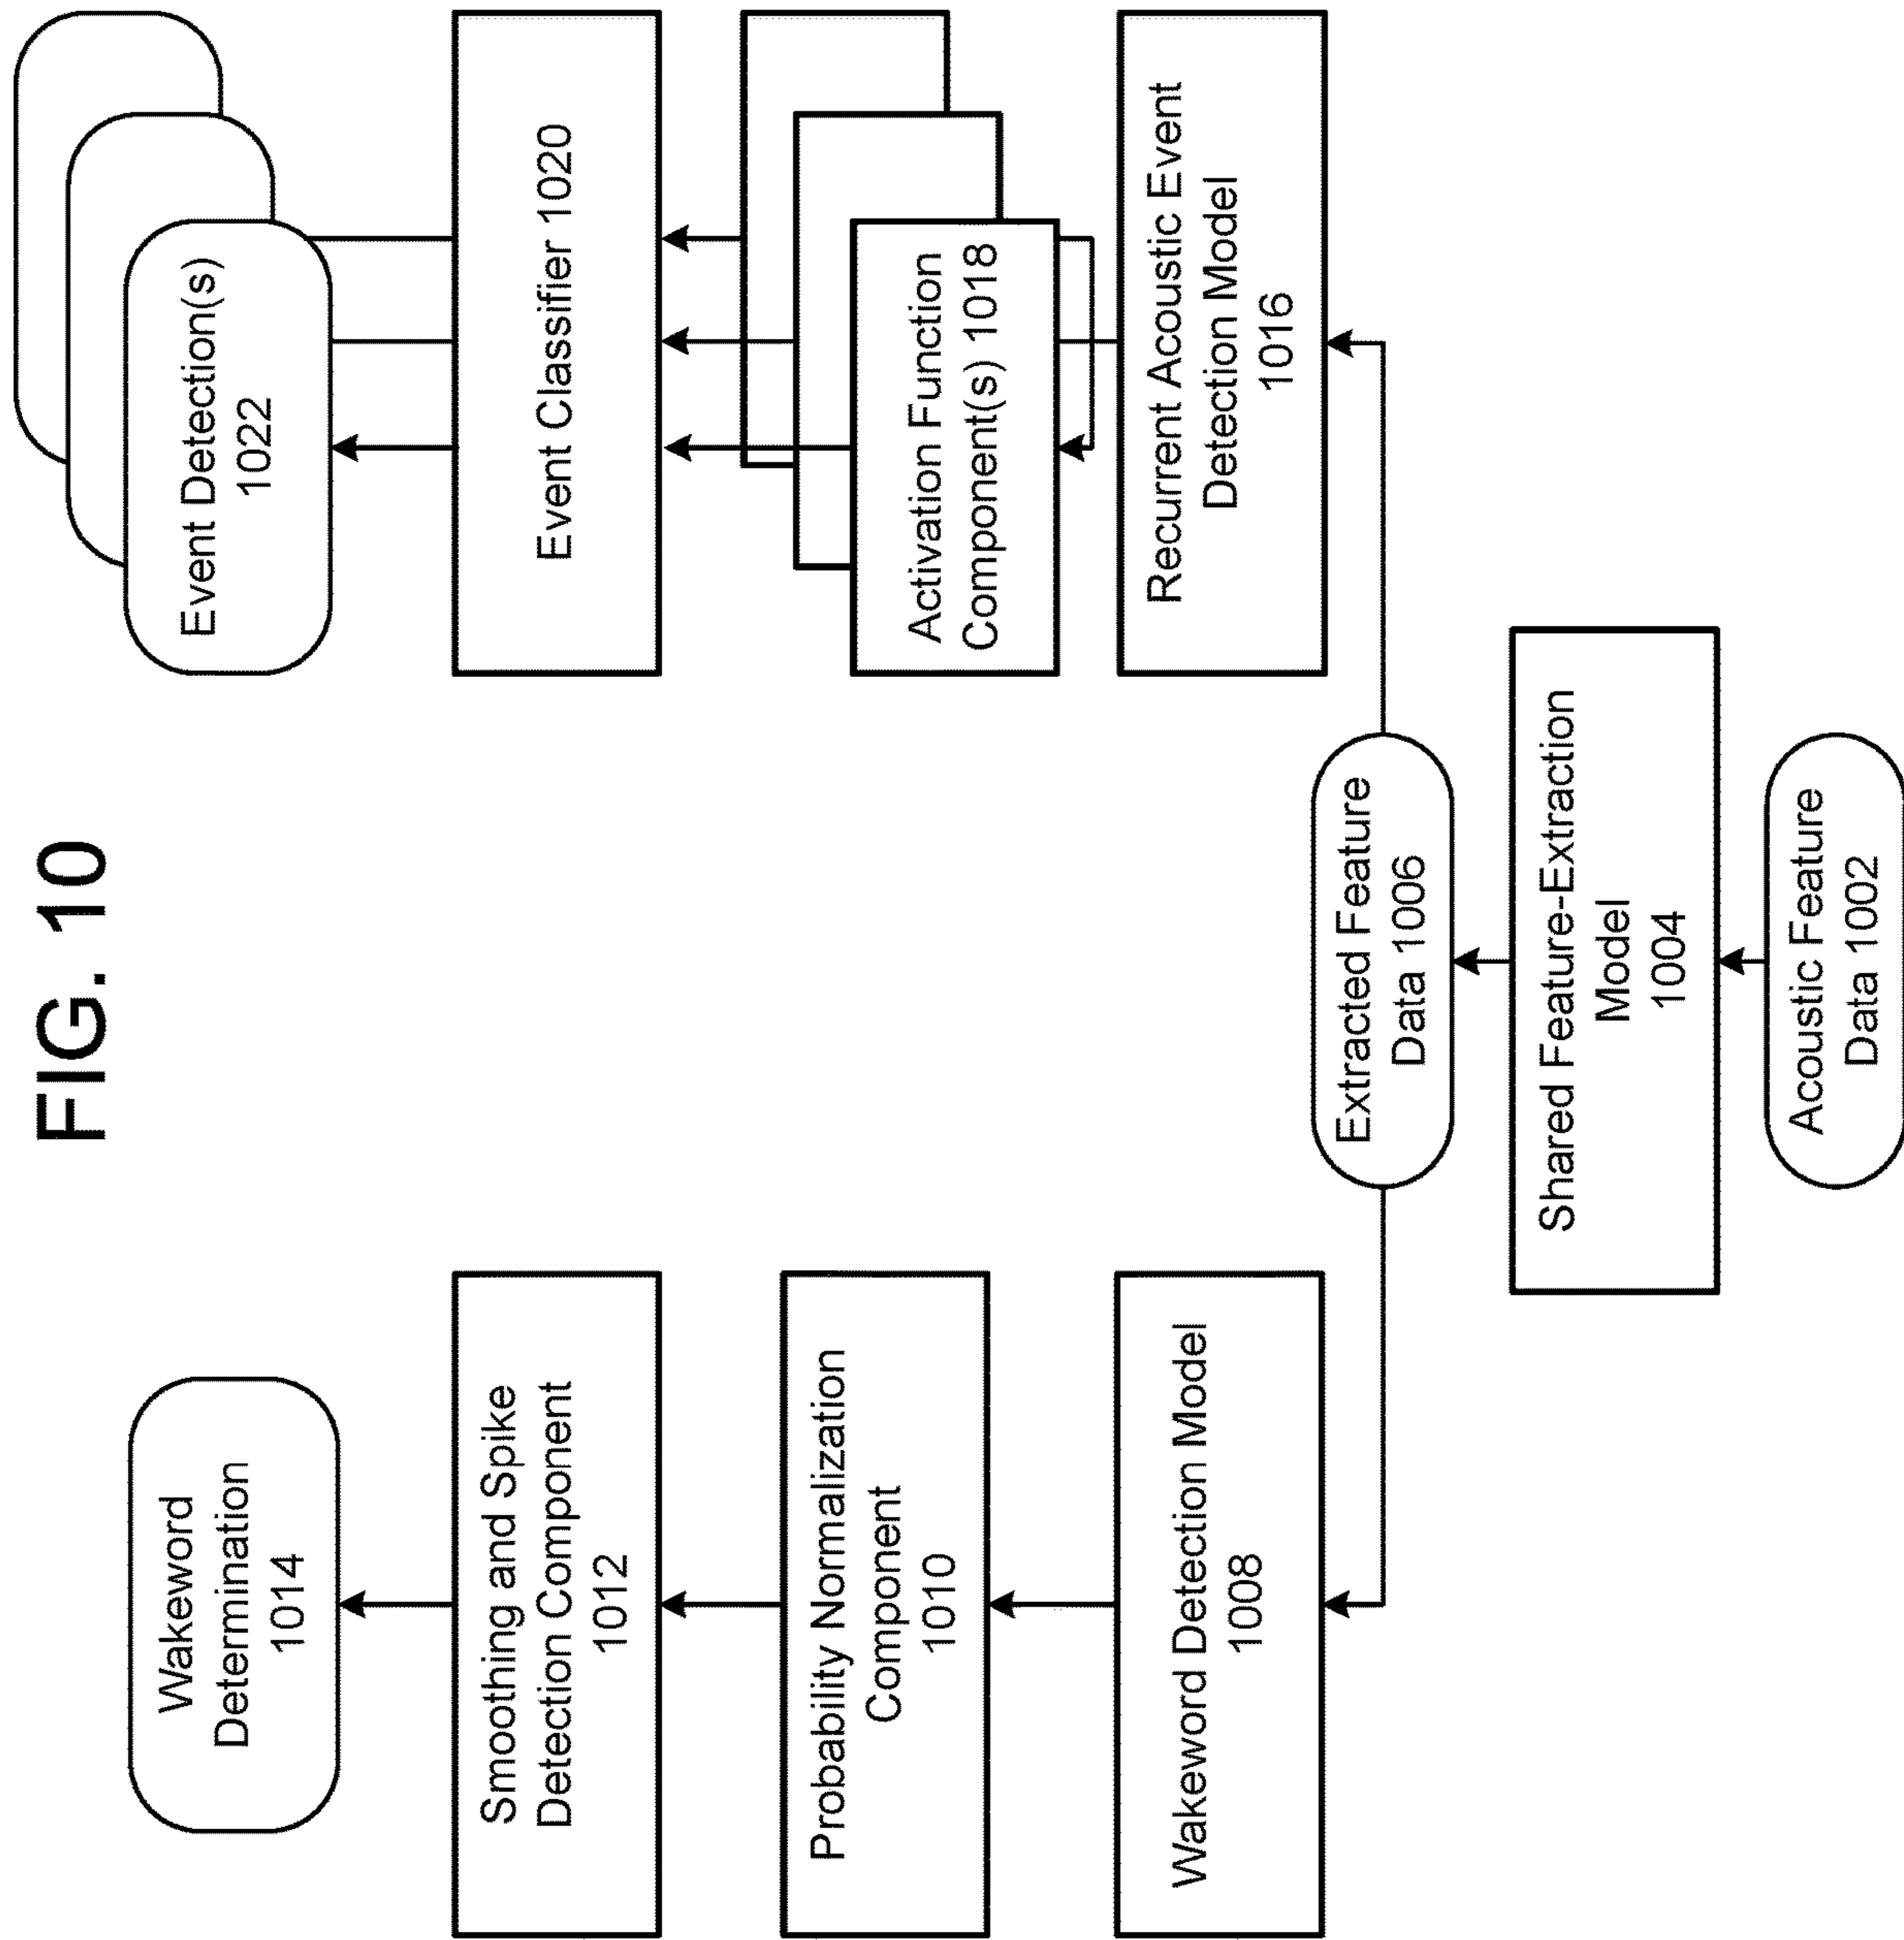 FIG. 10
Wakeword
Determination
1014
Smoothing and Spike
Detection Component
1012
Probability Normalization
Component
1010
Wakeword Detection Model
1008
Event Detection(s)
1022
Event Classifier 1020
Activation Function
Component(s) 1018
Recurrent Acoustic Event
Detection Model
1016
Extracted Feature
Data 1006
Shared Feature-Extraction
Model
1004
Acoustic Feature
Data 1002